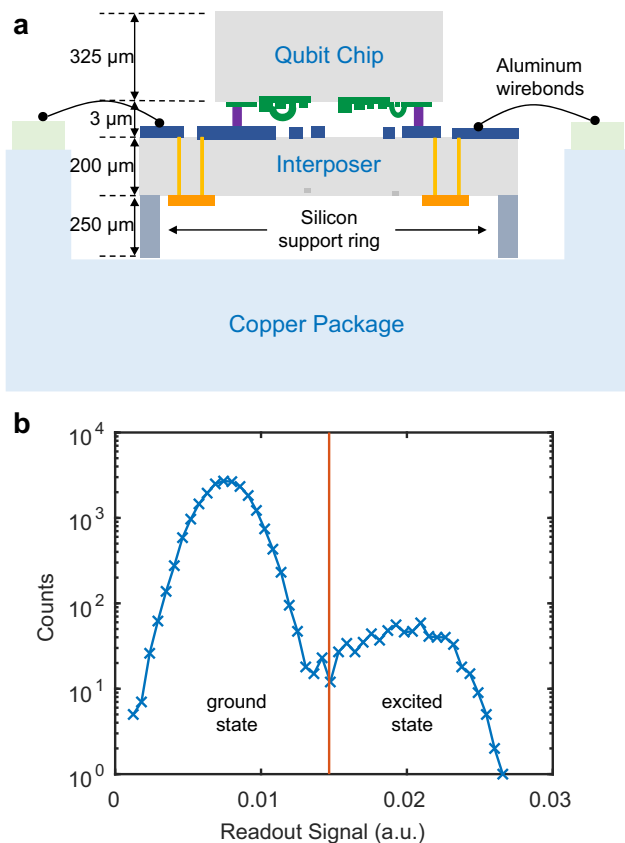 a
325 µm
Qubit Chip
3 µm
Aluminum
wirebonds
200 µm
Interposer
250 µm
Silicon
support ring
Copper Package
b
10^4
10^3
10^2
10^1
10^0
Counts
ground
state
excited
state
0
0.01
0.02
0.03
Readout Signal (a.u.)